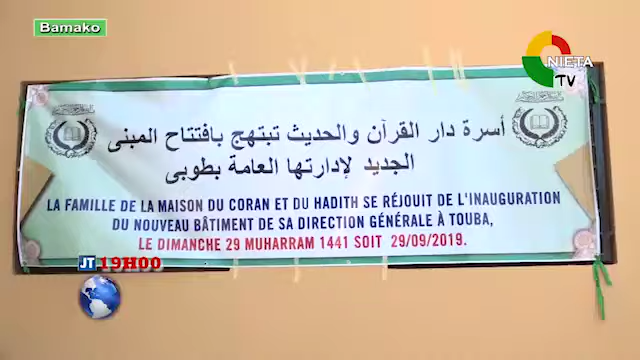 Bamako
NIETA
TV
أسرة دار القرآن والحديث تبتهج بافتتاح المبنى
الجديد لإدارتها العامة بطوبى
LA FAMILLE DE LA MAISON DU CORAN ET DU HADITH SE RÉJOUIT DE L'INAUGURATION
DU NOUVEAU BÂTIMENT DE SA DIRECTION GÉNÉRALE À TOUBA,
LE DIMANCHE 29 MUHARRAM 1441 SOIT 29/09/2019.
JT 19H00